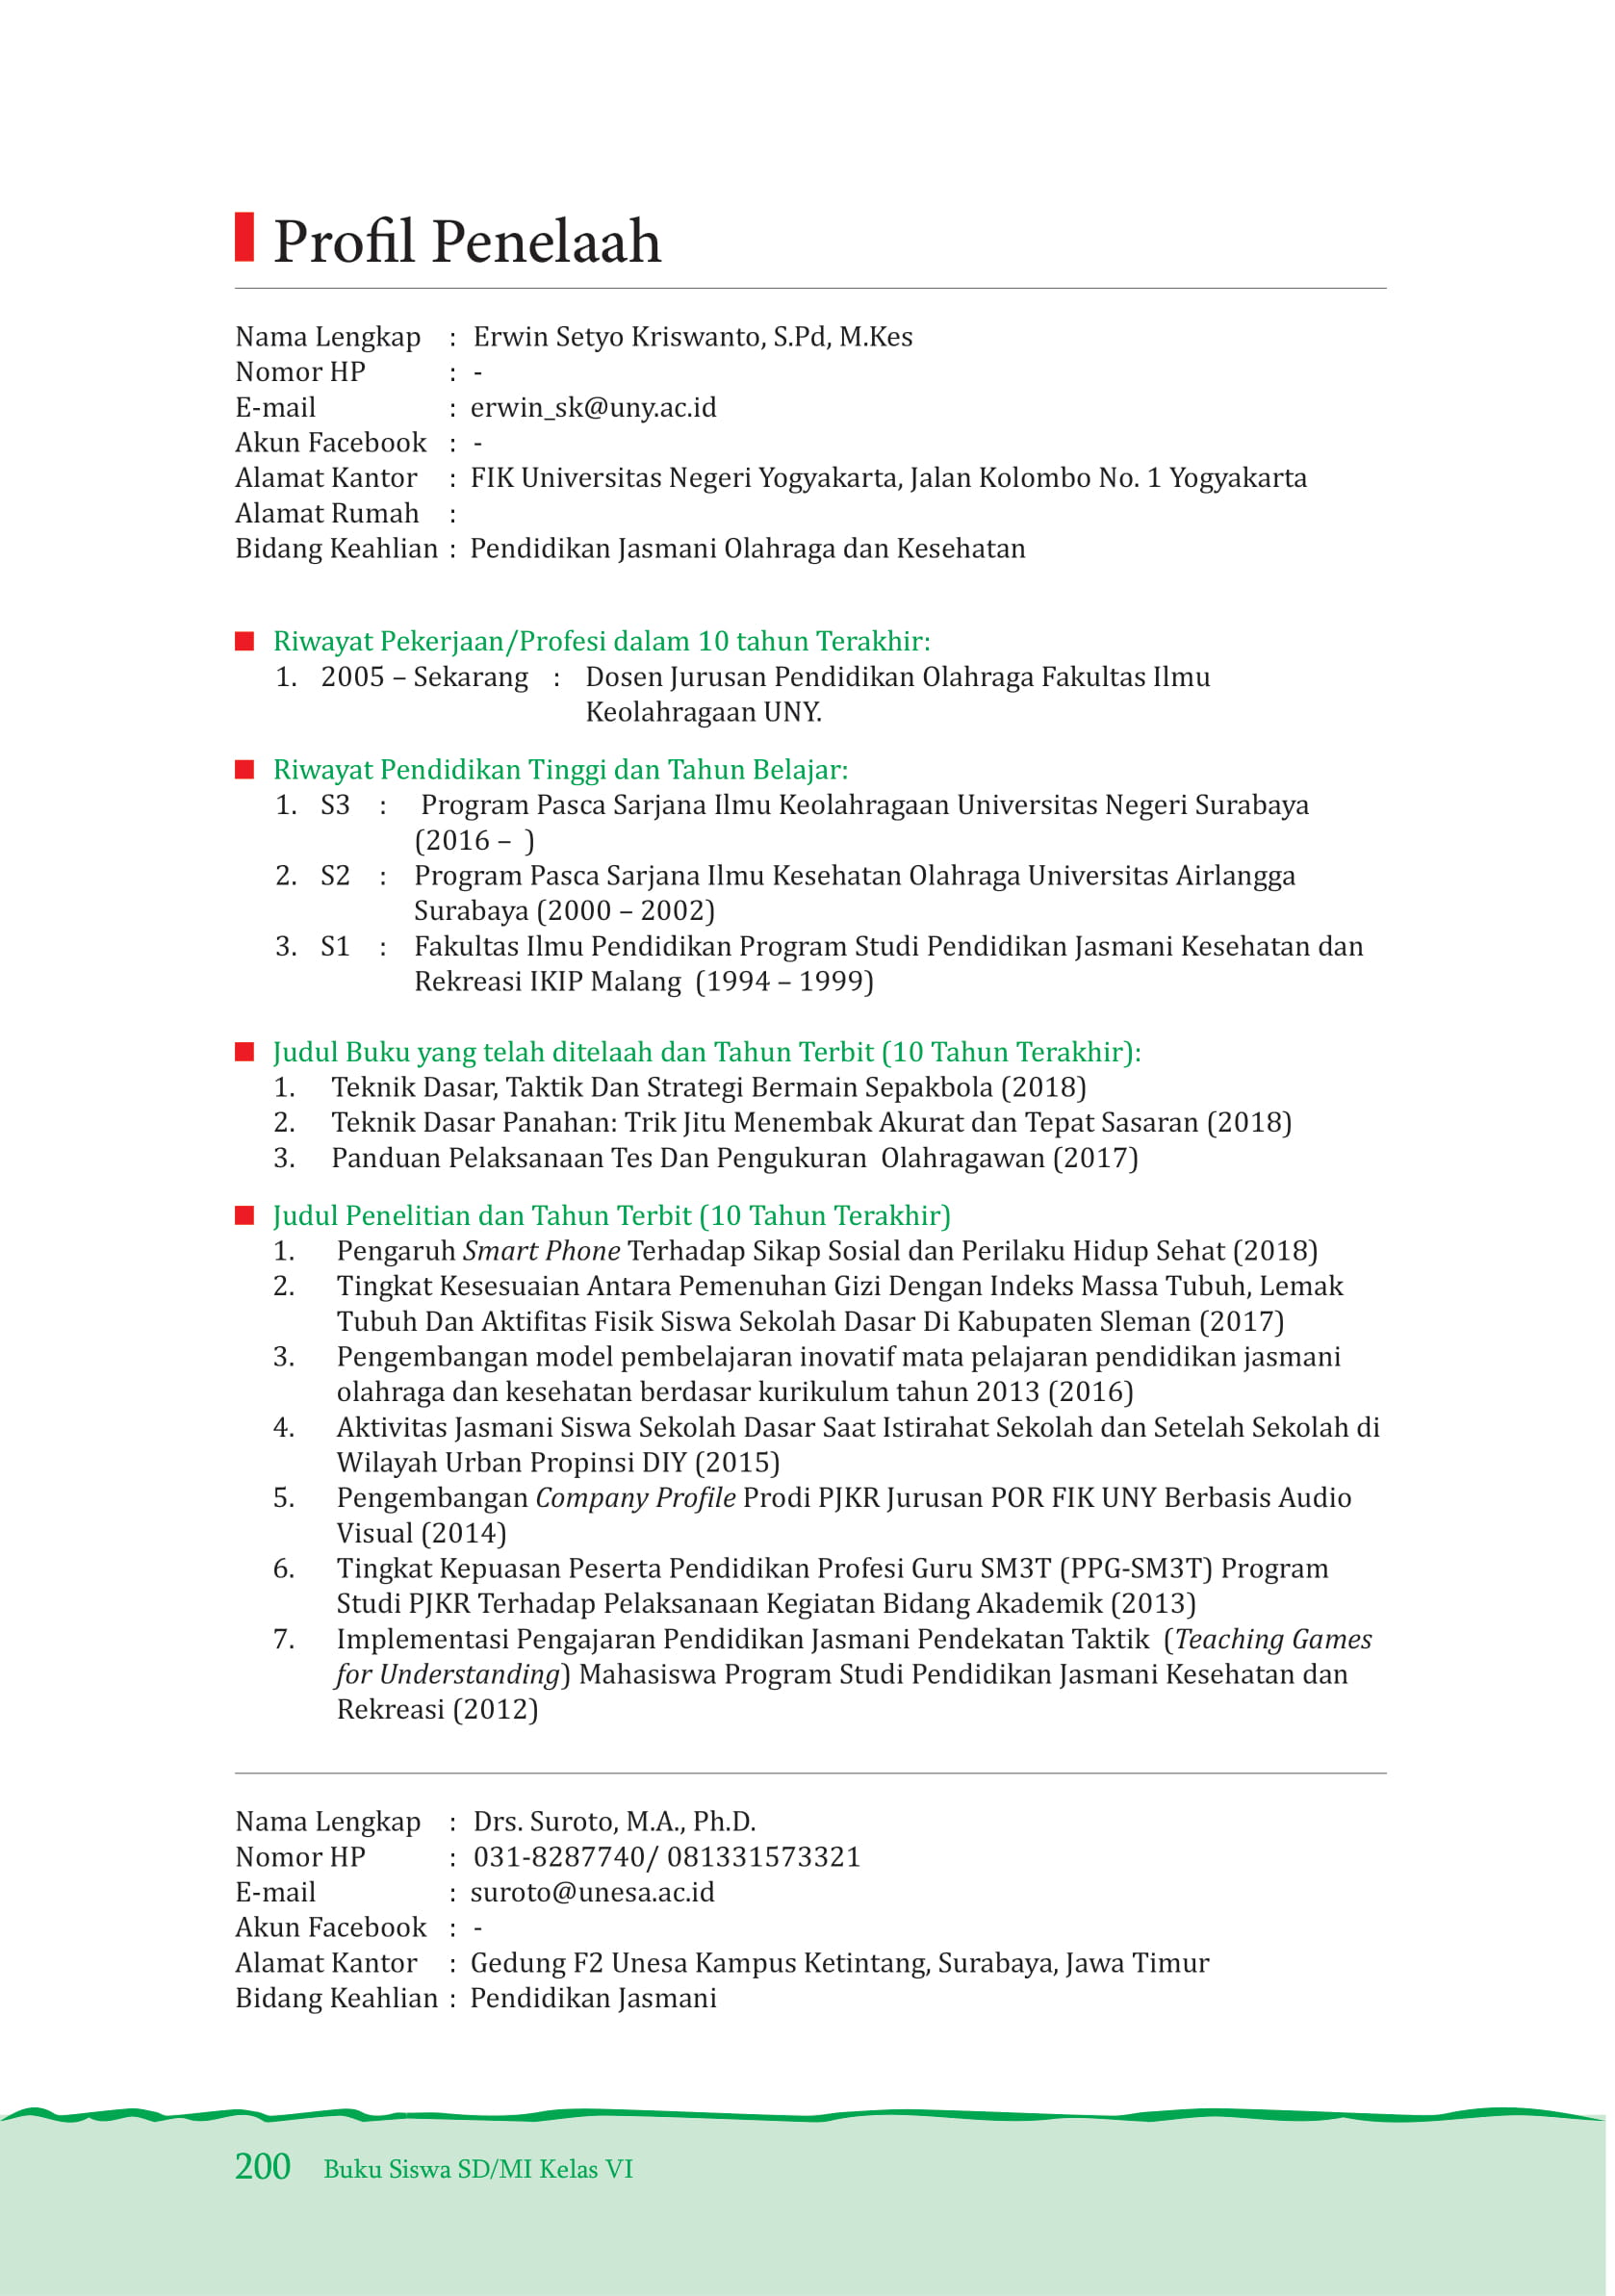 Profil Penelaah
Nama Lengkap : Erwin Setyo Kriswanto, S.Pd, M.Kes
Nomor HP : -
E-mail : erwin_sk@uny.ac.id
Akun Facebook : -
Alamat Kantor : FIK Universitas Negeri Yogyakarta, Jalan Kolombo No. 1 Yogyakarta
Alamat Rumah :
Bidang Keahlian : Pendidikan Jasmani Olahraga dan Kesehatan
Riwayat Pekerjaan/Profesi dalam 10 tahun Terakhir:
1. 2005 – Sekarang : Dosen Jurusan Pendidikan Olahraga Fakultas Ilmu
Keolahragaan UNY.
Riwayat Pendidikan Tinggi dan Tahun Belajar:
1. S3 : Program Pasca Sarjana Ilmu Keolahragaan Universitas Negeri Surabaya
(2016 – )
2. S2 : Program Pasca Sarjana Ilmu Kesehatan Olahraga Universitas Airlangga
Surabaya (2000 – 2002)
3. S1 : Fakultas Ilmu Pendidikan Program Studi Pendidikan Jasmani Kesehatan dan
Rekreasi IKIP Malang (1994 – 1999)
Judul Buku yang telah ditelaah dan Tahun Terbit (10 Tahun Terakhir):
1. Teknik Dasar, Taktik Dan Strategi Bermain Sepakbola (2018)
2. Teknik Dasar Panahan: Trik Jitu Menembak Akurat dan Tepat Sasaran (2018)
3. Panduan Pelaksanaan Tes Dan Pengukuran Olahragawan (2017)
Judul Penelitian dan Tahun Terbit (10 Tahun Terakhir)
1. Pengaruh Smart Phone Terhadap Sikap Sosial dan Perilaku Hidup Sehat (2018)
2. Tingkat Kesesuaian Antara Pemenuhan Gizi Dengan Indeks Massa Tubuh, Lemak
Tubuh Dan Aktifitas Fisik Siswa Sekolah Dasar Di Kabupaten Sleman (2017)
3. Pengembangan model pembelajaran inovatif mata pelajaran pendidikan jasmani
olahraga dan kesehatan berdasar kurikulum tahun 2013 (2016)
4. Aktivitas Jasmani Siswa Sekolah Dasar Saat Istirahat Sekolah dan Setelah Sekolah di
Wilayah Urban Propinsi DIY (2015)
5. Pengembangan Company Profile Prodi PJKR Jurusan POR FIK UNY Berbasis Audio
Visual (2014)
6. Tingkat Kepuasan Peserta Pendidikan Profesi Guru SM3T (PPG-SM3T) Program
Studi PJKR Terhadap Pelaksanaan Kegiatan Bidang Akademik (2013)
7. Implementasi Pengajaran Pendidikan Jasmani Pendekatan Taktik (Teaching Games
for Understanding) Mahasiswa Program Studi Pendidikan Jasmani Kesehatan dan
Rekreasi (2012)
Nama Lengkap : Drs. Suroto, M.A., Ph.D.
Nomor HP : 031-8287740/ 081331573321
E-mail : suroto@unesa.ac.id
Akun Facebook : -
Alamat Kantor : Gedung F2 Unesa Kampus Ketintang, Surabaya, Jawa Timur
Bidang Keahlian : Pendidikan Jasmani
200 Buku Siswa SD/MI Kelas VI